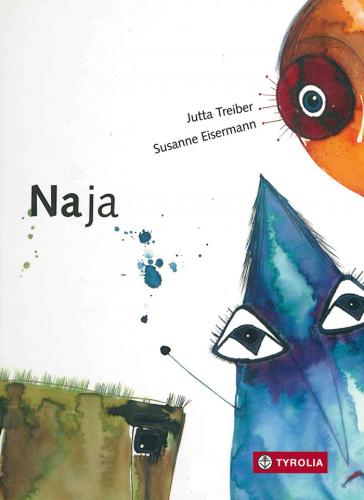 Jutta Treiber
Susanne Eisermann
Naja
TYROLIA